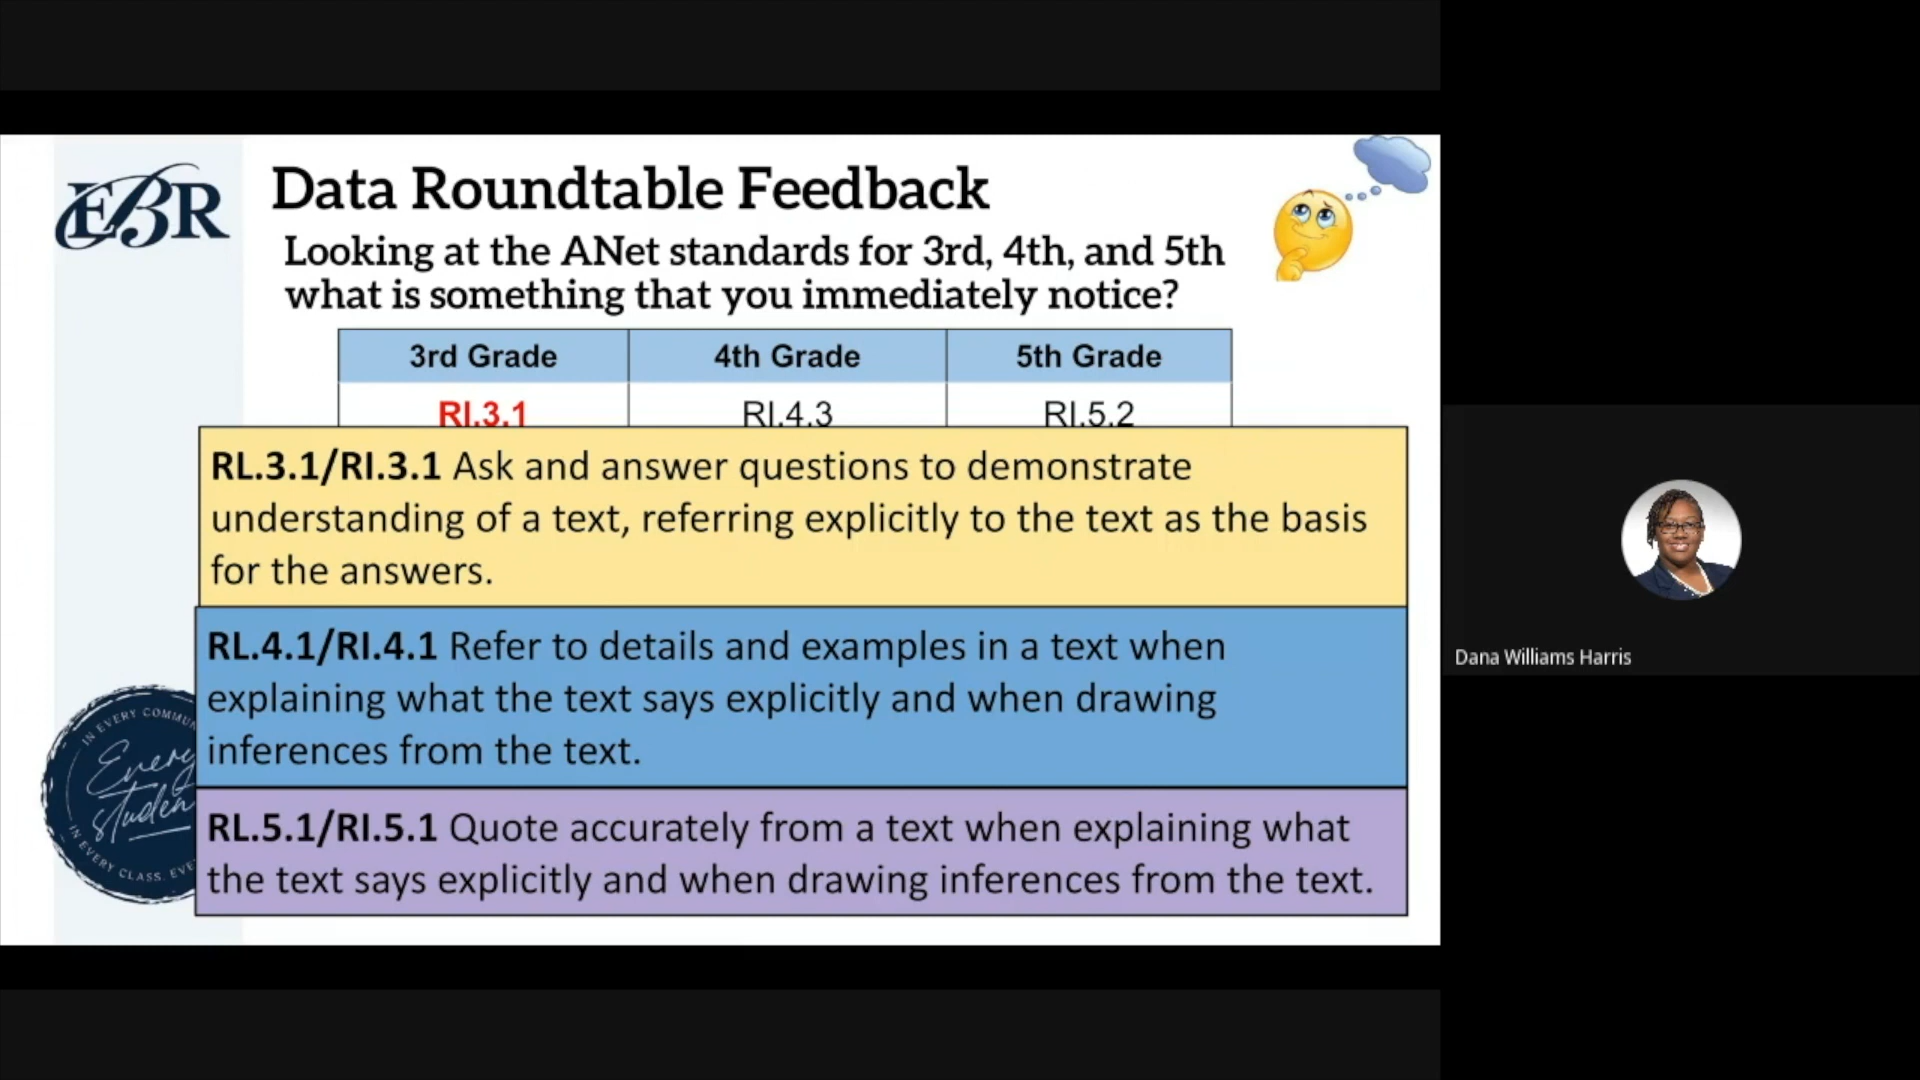 EBR
Data Roundtable Feedback
Looking at the ANet standards for 3rd, 4th, and 5th
what is something that you immediately notice?
3rd Grade 4th Grade 5th Grade
RI.3.1 RI.4.3 RI.5.2
RL.3.1/RI.3.1 Ask and answer questions to demonstrate
understanding of a text, referring explicitly to the text as the basis
for the answers.
RL.4.1/RI.4.1 Refer to details and examples in a text when
explaining what the text says explicitly and when drawing
inferences from the text.
RL.5.1/RI.5.1 Quote accurately from a text when explaining what
the text says explicitly and when drawing inferences from the text.
IN EVERY
Every
IN EVERY CLASS.
Dana Williams Harris